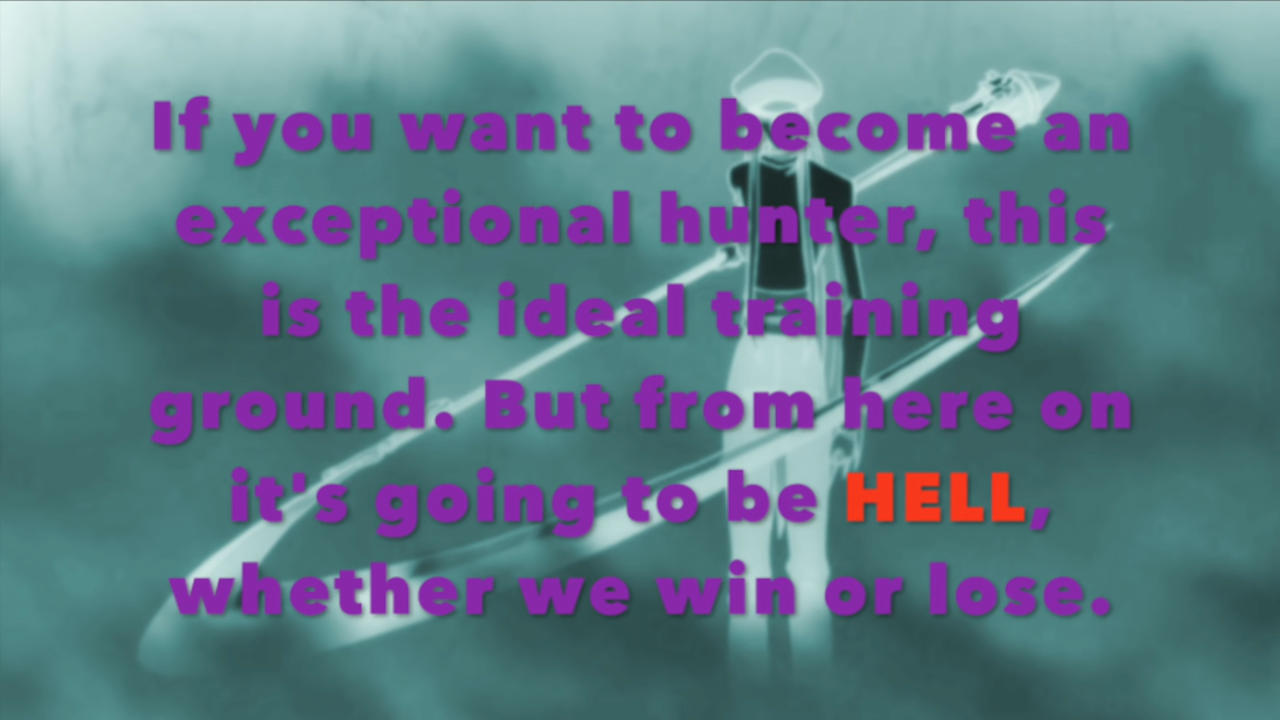 If you want to become an
exceptional hunter, this
is the ideal training
ground. But from here on
it's going to be HELL,
whether we win or lose.